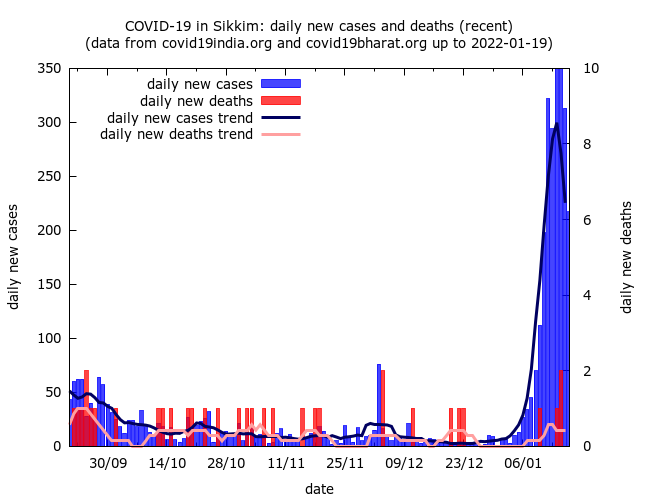 COVID-19 in Sikkim: daily new cases and deaths (recent)
(data from covid19india.org and covid19bharat.org up to 2022-01-19)
daily new cases
daily new deaths
daily new cases trend
daily new deaths trend
350
300
250
200
150
100
50
0
10
8
6
4
2
0
daily new cases
daily new deaths
30/09 14/10 28/10 11/11 25/11 09/12 23/12 06/01
date